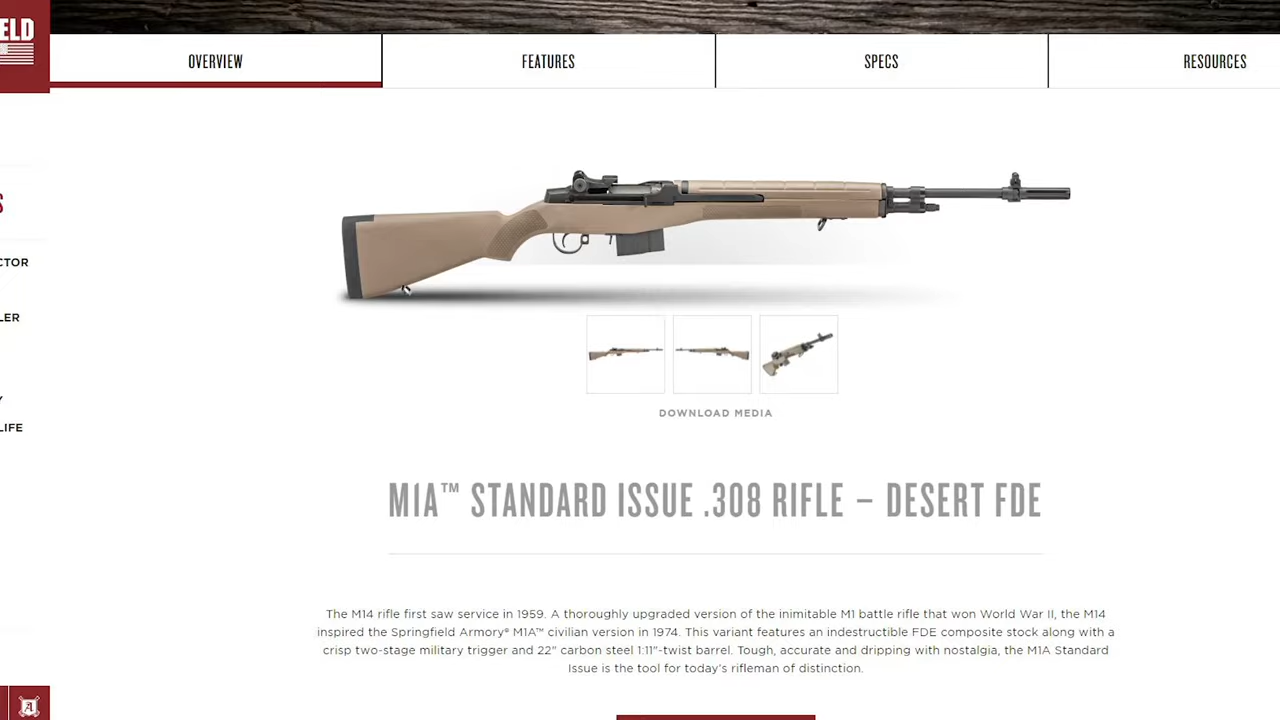 ELD
OVERVIEW
FEATURES
SPECS
RESOURCES
S
CTOR
LER
Y
LIFE
DOWNLOAD MEDIA
M1A™ STANDARD ISSUE .308 RIFLE – DESERT FDE
The M14 rifle first saw service in 1959. A thoroughly upgraded version of the inimitable M1 battle rifle that won World War II, the M14
inspired the Springfield Armory® M1A™ civilian version in 1974. This variant features an indestructible FDE composite stock along with a
crisp two-stage military trigger and 22" carbon steel 1:11"-twist barrel. Tough, accurate and dripping with nostalgia, the M1A Standard
Issue is the tool for today's rifleman of distinction.
A